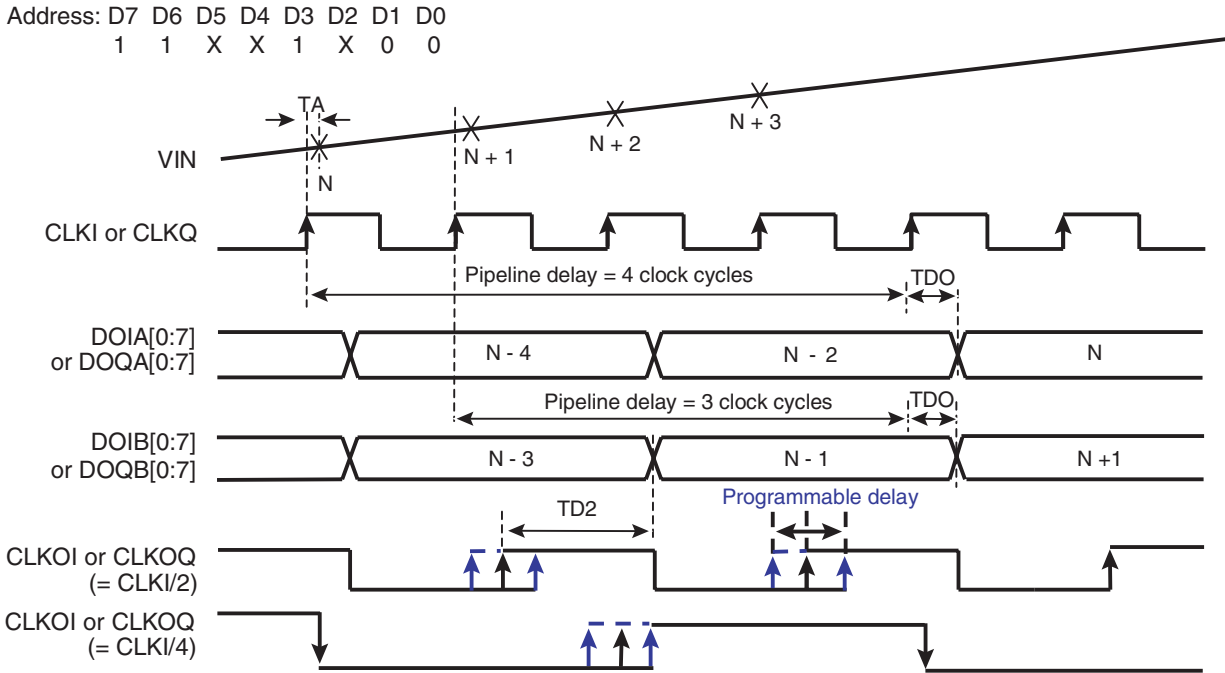 Address: D7 D6 D5 D4 D3 D2 D1 D0
1 1 X X 1 X 0 0
TA
VIN
N
N + 1
N + 2
N + 3
CLKI or CLKQ
Pipeline delay = 4 clock cycles
TDO
DOIA[0:7]
or DOQA[0:7]
N - 4
N - 2
N
Pipeline delay = 3 clock cycles
TDO
DOIB[0:7]
or DOQB[0:7]
N - 3
N - 1
N +1
TD2
Programmable delay
CLKOI or CLKOQ
(= CLKI/2)
CLKOI or CLKOQ
(= CLKI/4)